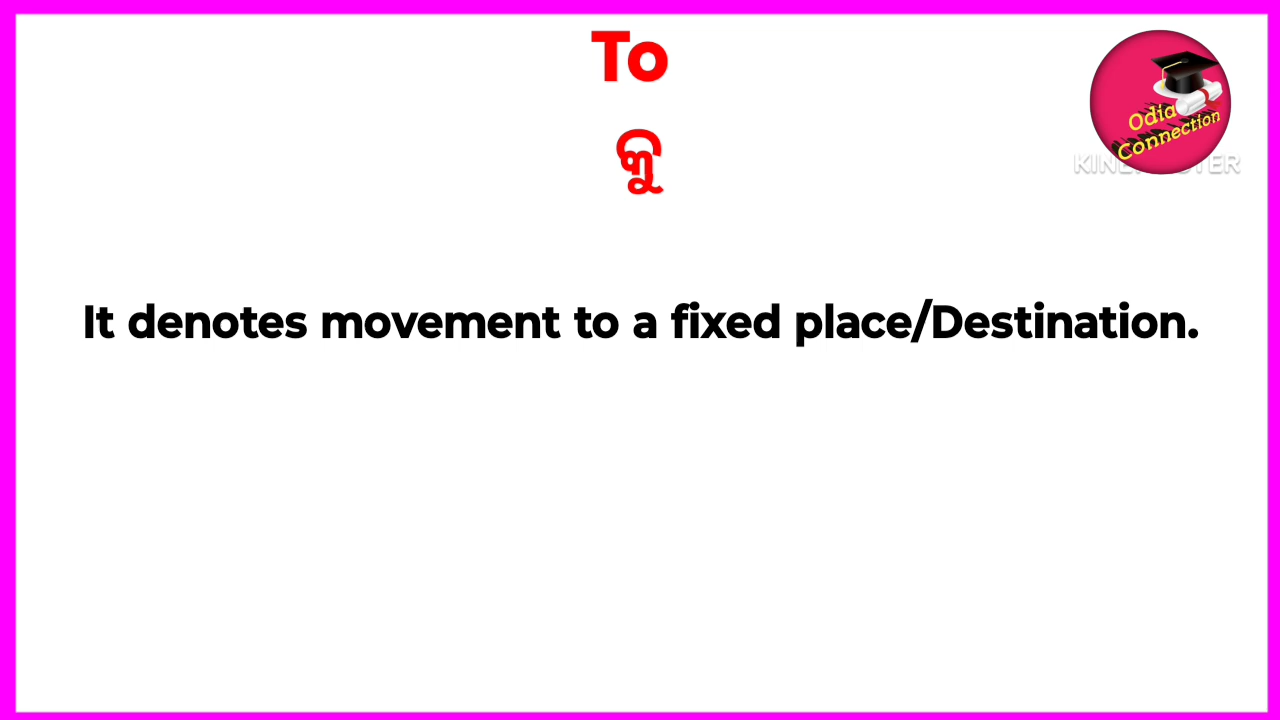 To
କୁ
Odia
Connection
It denotes movement to a fixed place/Destination.